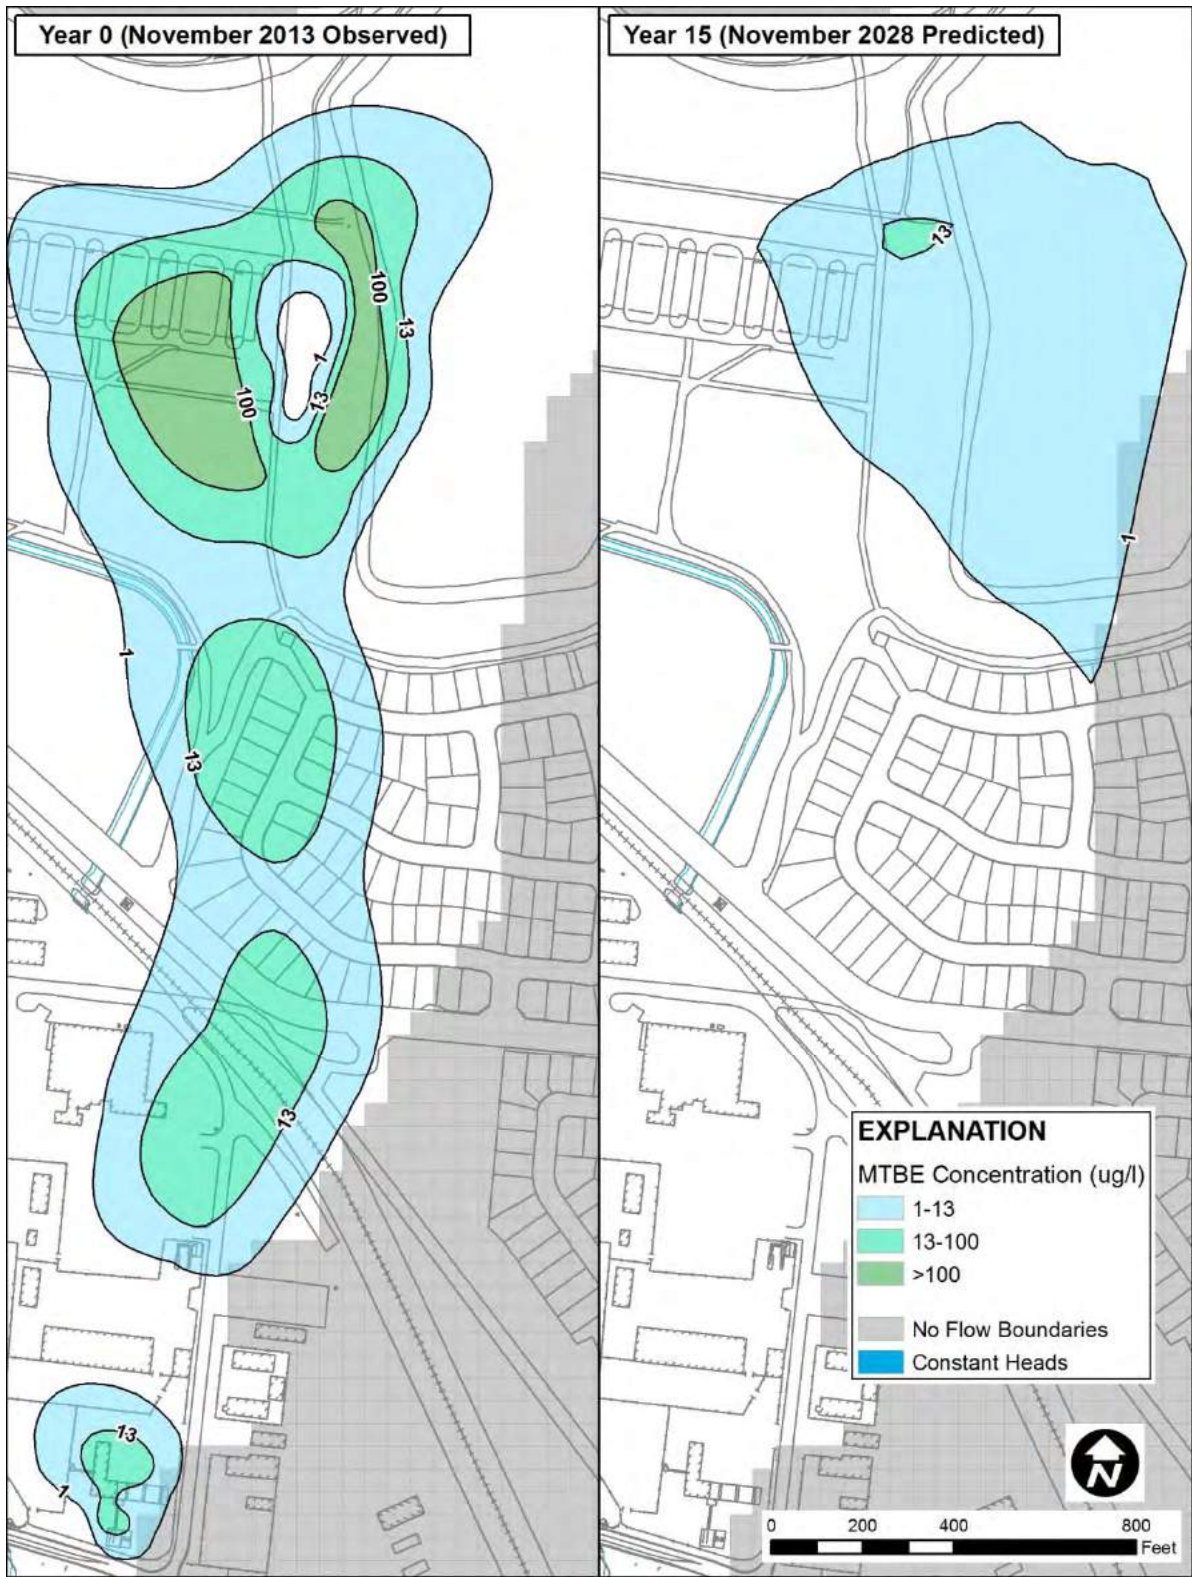 Year 0 (November 2013 Observed)
Year 15 (November 2028 Predicted)
100
13
1
100
13
1
13
13
13
1
13
1
EXPLANATION
MTBE Concentration (ug/l)
1-13
13-100
>100
No Flow Boundaries
Constant Heads
N
0 200 400 800
Feet